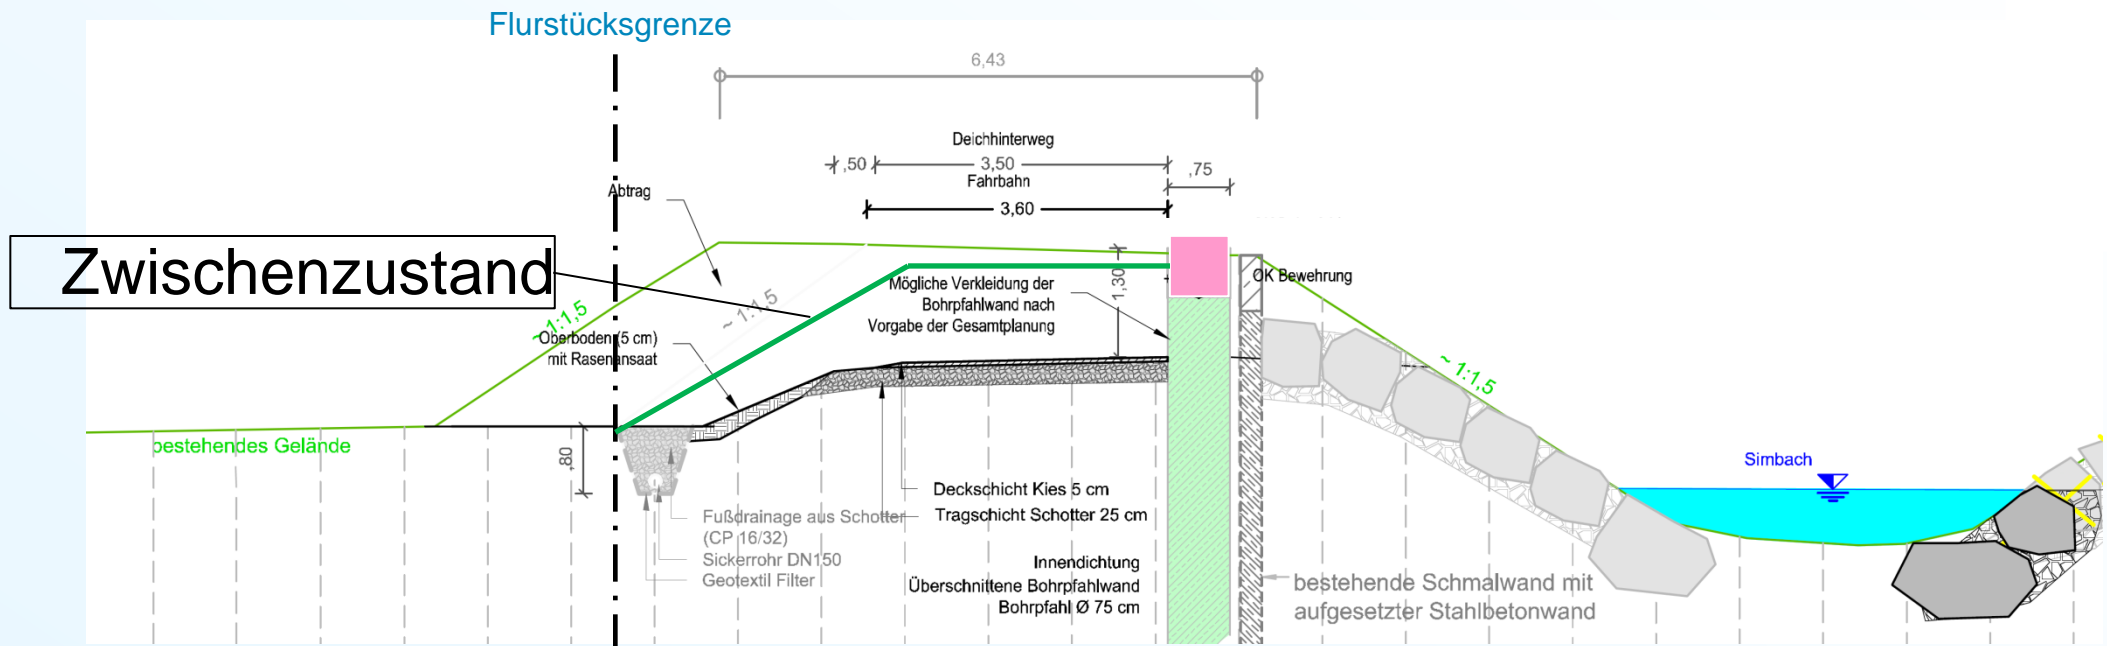 Flurstücksgrenze
6,43
Deichhinterweg
,50
3,50
,75
Fahrbahn
3,60
Abtrag
Zwischenzustand
~1:1,5
~ 1:1,5
Oberboden (5 cm)
mit Rasenansaat
Mögliche Verkleidung der
Bohrpfahlwand nach
Vorgabe der Gesamtplanung
1,30
OK Bewehrung
~ 1:1,5
bestehendes Gelände
,80
Simbach
Deckschicht Kies 5 cm
Tragschicht Schotter 25 cm
Fußdrainage aus Schotter
(CP 16/32)
Sickerrohr DN150
Geotextil Filter
Innendichtung
Überschnittene Bohrpfahlwand
Bohrpfahl Ø 75 cm
bestehende Schmalwand mit
aufgesetzter Stahlbetonwand